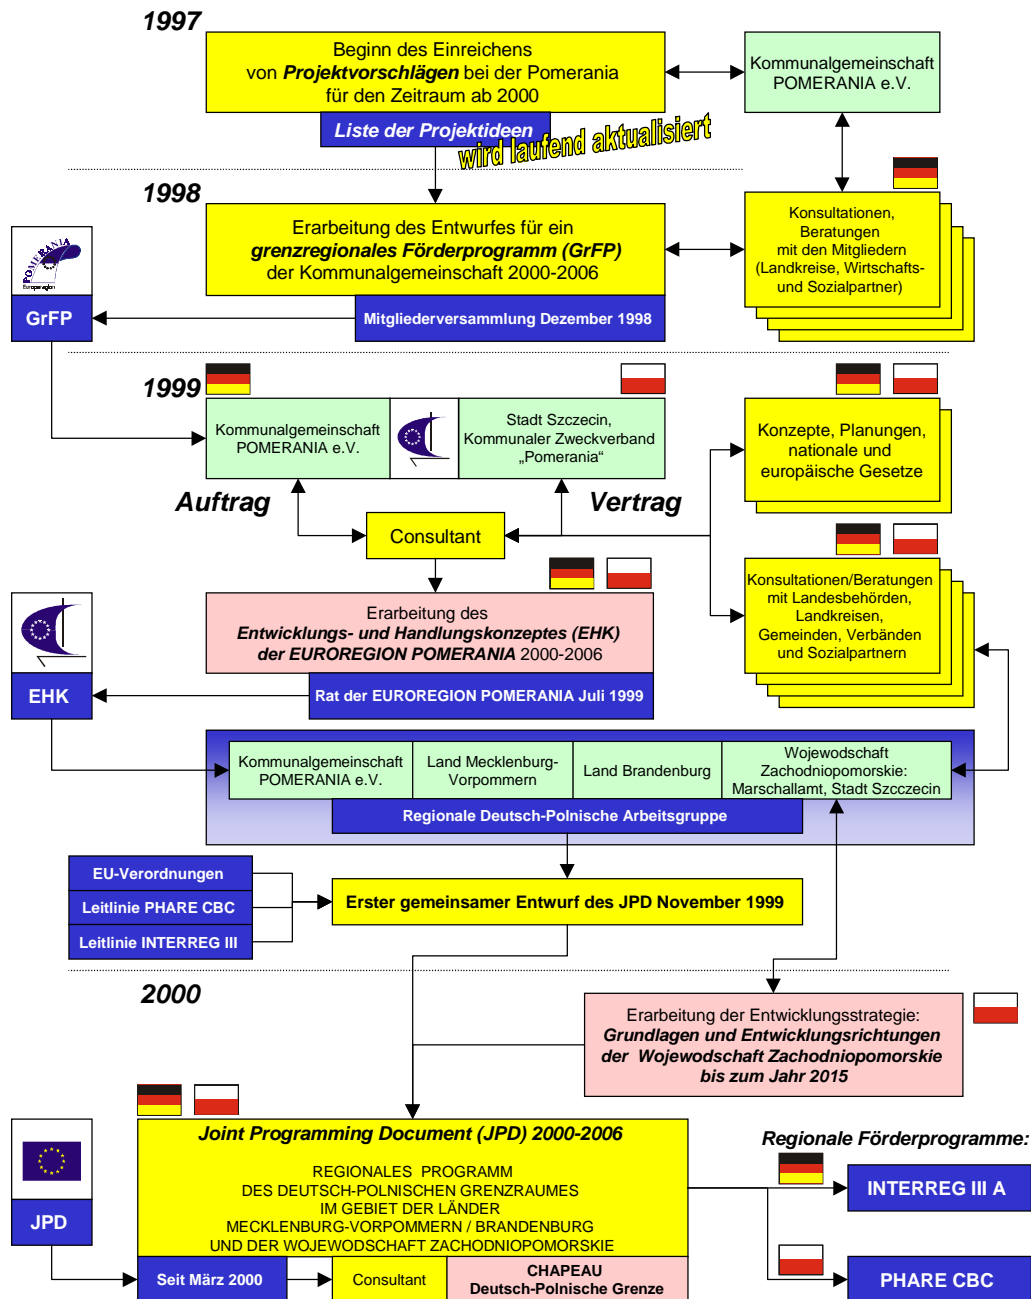 1997
Beginn des Einreichens
von Projektvorschlägen bei der Pomerania
für den Zeitraum ab 2000
Kommunalgemeinschaft
POMERANIA e.V.
Liste der Projektideen
wird laufend aktualisiert
1998
Erarbeitung des Entwurfes für ein
grenzregionales Förderprogramm (GrFP)
der Kommunalgemeinschaft 2000-2006
Konsultationen,
Beratungen
mit den Mitgliedern
(Landkreise, Wirtschafts-
und Sozialpartner)
POMERANIA
Europaregion
GrFP
Mitgliederversammlung Dezember 1998
1999
Kommunalgemeinschaft
POMERANIA e.V.
Stadt Szczecin,
Kommunaler Zweckverband
„Pomerania“
Konzepte, Planungen,
nationale und
europäische Gesetze
Auftrag
Vertrag
Consultant
Erarbeitung des
Entwicklungs- und Handlungskonzeptes (EHK)
der EUROREGION POMERANIA 2000-2006
Konsultationen/Beratungen
mit Landesbehörden,
Landkreisen,
Gemeinden, Verbänden
und Sozialpartnern
EHK
Rat der EUROREGION POMERANIA Juli 1999
Kommunalgemeinschaft
POMERANIA e.V.
Land Mecklenburg-
Vorpommern
Land Brandenburg
Wojewodschaft
Zachodniopomorskie:
Marschallamt, Stadt Szcczecin
Regionale Deutsch-Polnische Arbeitsgruppe
EU-Verordnungen
Leitlinie PHARE CBC
Leitlinie INTERREG III
Erster gemeinsamer Entwurf des JPD November 1999
2000
Erarbeitung der Entwicklungsstrategie:
Grundlagen und Entwicklungsrichtungen
der Wojewodschaft Zachodniopomorskie
bis zum Jahr 2015
Joint Programming Document (JPD) 2000-2006
REGIONALES PROGRAMM
DES DEUTSCH-POLNISCHEN GRENZRAUMES
IM GEBIET DER LÄNDER
MECKLENBURG-VORPOMMERN / BRANDENBURG
UND DER WOJEWODSCHAFT ZACHODNIOPOMORSKIE
JPD
Seit März 2000
Consultant
CHAPEAU
Deutsch-Polnische Grenze
Regionale Förderprogramme:
INTERREG III A
PHARE CBC